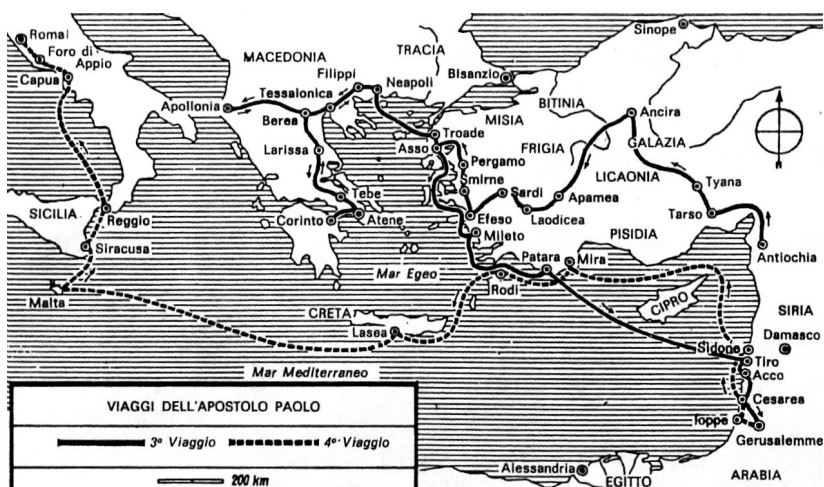 Romai
Foro di
Appio
Capua
MACEDONIA
TRACIA
Sinope
Filippi
Neapoli
Bisanzio
Tessalonica
Apollonia
Berea
BITINIA
MISIA
Ancira
Troade
Asso
FRIGIA
GALAZIA
Larissa
Pergamo
LICAONIA
Smirne
Sardi
Apamea
Tyana
Tebe
SICILIA
Reggio
Corinto
Atene
Efeso
Laodicea
Tarso
Mileto
Siracusa
PISIDIA
Antiochia
Mar Egeo
Patara
Mira
Malta
Rodi
CIPRO
CRETA
SIRIA
Lasea
Damasco
Sidone
Tiro
Mar Mediterraneo
Acco
Cesarea
Ioppe
Gerusalemme
Alessandria
EGITTO
ARABIA
VIAGGI DELL'APOSTOLO PAOLO
3º Viaggio
4º Viaggio
200 km